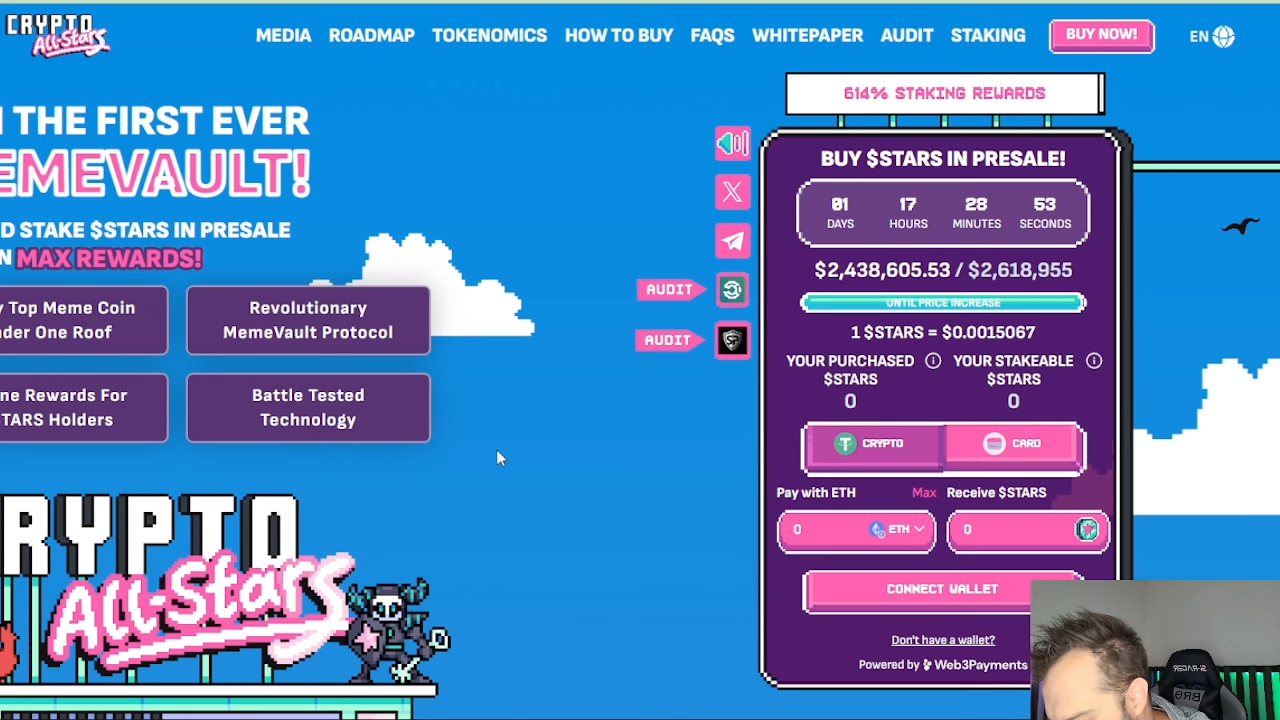 CRYPTO
All-Stars
MEDIA ROADMAP TOKENOMICS HOW TO BUY FAQS WHITEPAPER AUDIT STAKING BUY NOW! EN
THE FIRST EVER
EMEVAULT!
D STAKE $STARS IN PRESALE
N MAX REWARDS!
y Top Meme Coin
der One Roof
Revolutionary
MemeVault Protocol
ne Rewards For
TARS Holders
Battle Tested
Technology
RYPTO
All-Stars
AUDIT
AUDIT
614% STAKING REWARDS
BUY $STARS IN PRESALE!
01 17 28 53
DAYS HOURS MINUTES SECONDS
$2,438,605.53 / $2,618,955
UNTIL PRICE INCREASE
1 $STARS = $0.0015067
YOUR PURCHASED
$STARS
0
YOUR STAKEABLE
$STARS
0
CRYPTO CARD
Pay with ETH Max Receive $STARS
0 ETH 0
CONNECT WALLET
Don't have a wallet?
Powered by Web3Payments